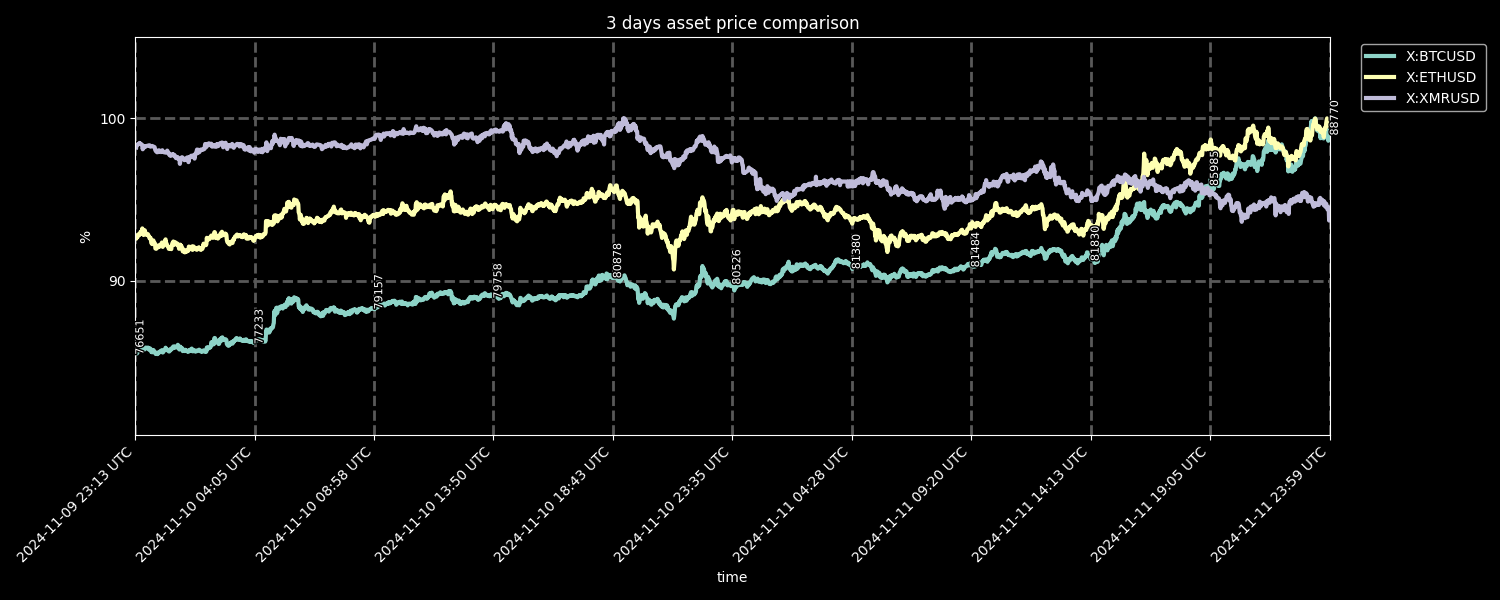 3 days asset price comparison
X:BTCUSD
X:ETHUSD
X:XMRUSD
100
90
%
76651
77233
79157
79758
80878
80526
81380
81484
81830
85985
88770
2024-11-09 23:13 UTC
2024-11-10 04:05 UTC
2024-11-10 08:58 UTC
2024-11-10 13:50 UTC
2024-11-10 18:43 UTC
2024-11-10 23:35 UTC
2024-11-11 04:28 UTC
2024-11-11 09:20 UTC
2024-11-11 14:13 UTC
2024-11-11 19:05 UTC
2024-11-11 23:59 UTC
time